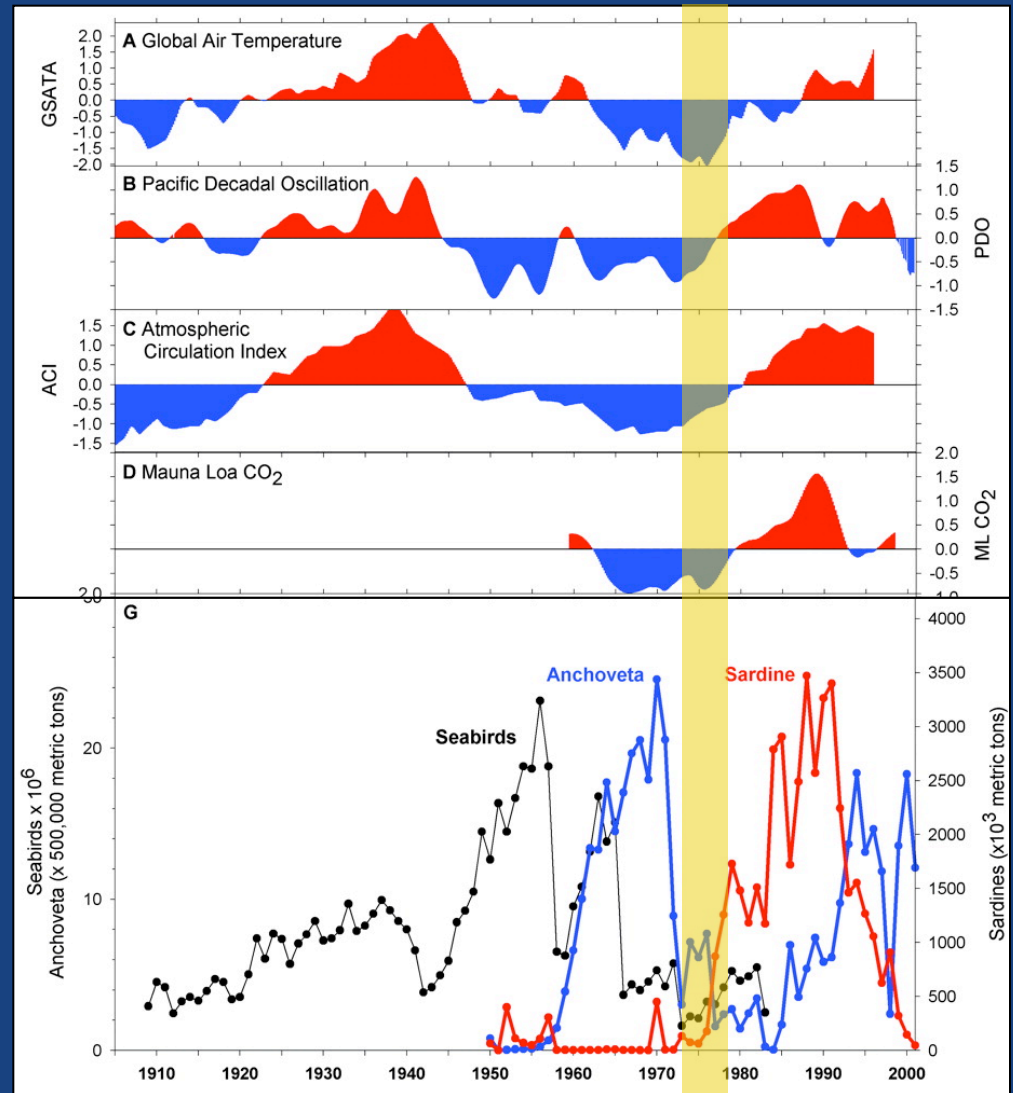 A Global Air Temperature
GSATA
2.0
1.5
1.0
0.5
0.0
-0.5
-1.0
-1.5
-2.0
B Pacific Decadal Oscillation
1.5
1.0
0.5
0.0
-0.5
-1.0
-1.5
PDO
C Atmospheric
Circulation Index
ACI
1.5
1.0
0.5
0.0
-0.5
-1.0
-1.5
D Mauna Loa CO2
2.0
1.5
1.0
0.5
0.0
-0.5
ML CO2
G
Seabirds x 10^6
Anchoveta (x 500,000 metric tons)
20
10
0
Seabirds
Anchoveta
Sardine
4000
3500
3000
2500
2000
1500
1000
500
0
Sardines (x10^3 metric tons)
1910 1920 1930 1940 1950 1960 1970 1980 1990 2000